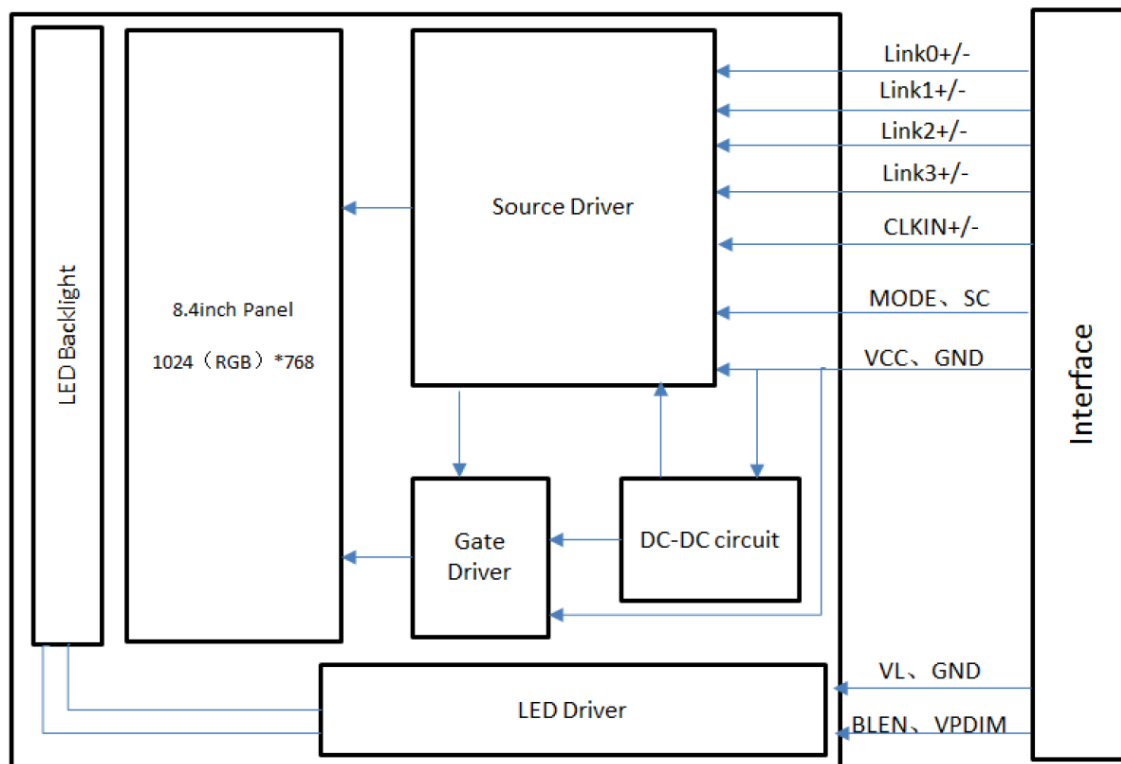 LED Backlight
8.4inch Panel
1024（RGB）*768
Source Driver
Gate
Driver
DC-DC circuit
LED Driver
Link0+/-
Link1+/-
Link2+/-
Link3+/-
CLKIN+/-
MODE、SC
VCC、GND
VL、GND
BLEN、VPDIM
Interface